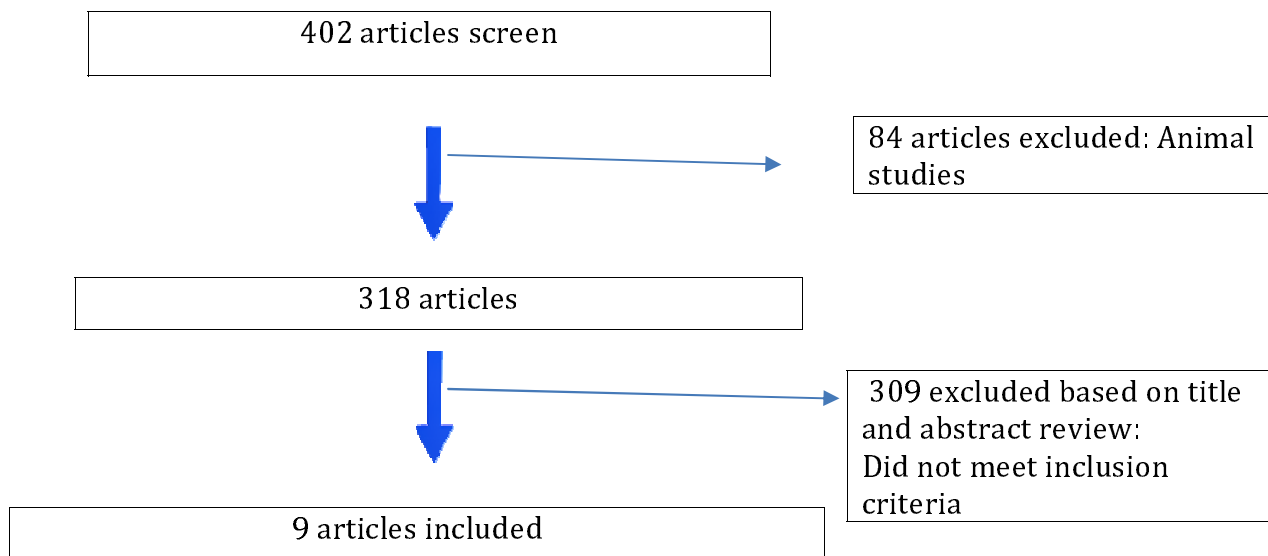 402 articles screen
84 articles excluded: Animal
studies
318 articles
309 excluded based on title
and abstract review:
Did not meet inclusion
criteria
9 articles included